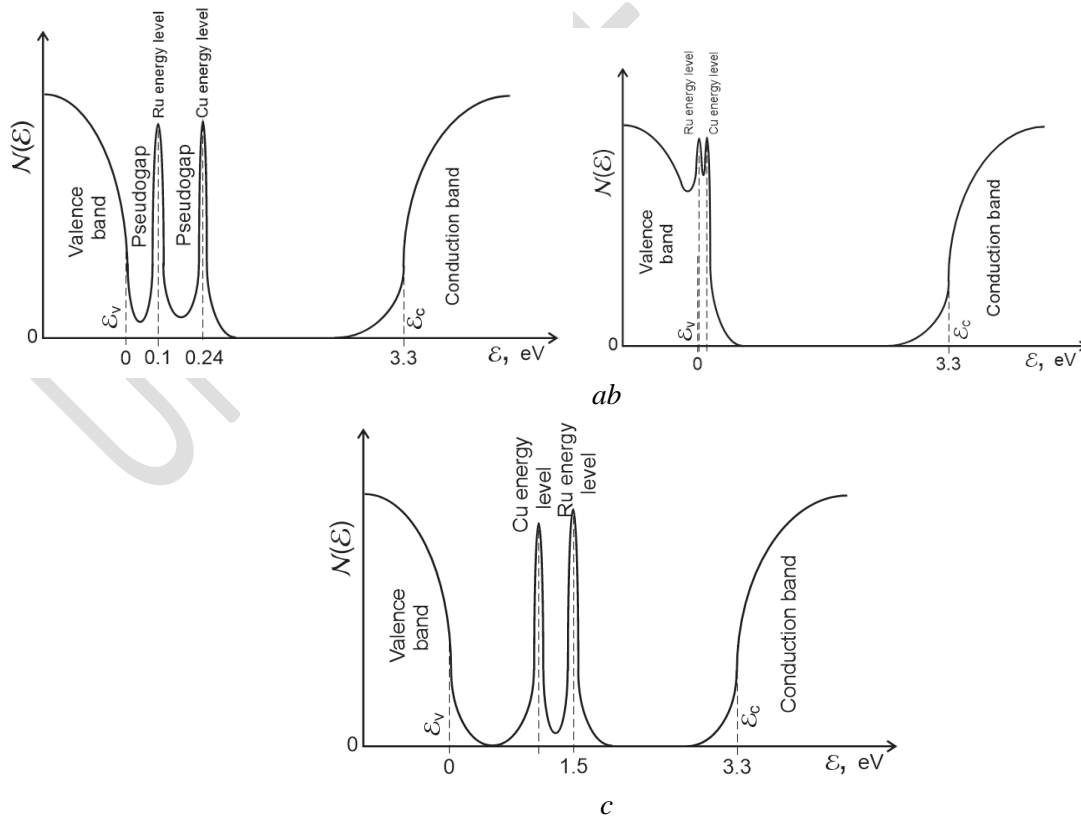 N(ℰ)
Valence band
Pseudogap
Ru energy level
Pseudogap
Cu energy level
Conduction band
ℰv
ℰc
0
0 0.1 0.24 3.3 ℰ, eV
N(ℰ)
Valence band
Ru energy level
Cu energy level
Conduction band
ℰv
ℰc
0
0 3.3 ℰ, eV
ab
N(ℰ)
Valence band
Cu energy level
Ru energy level
Conduction band
ℰv
ℰc
0
0 1.5 3.3 ℰ, eV
c